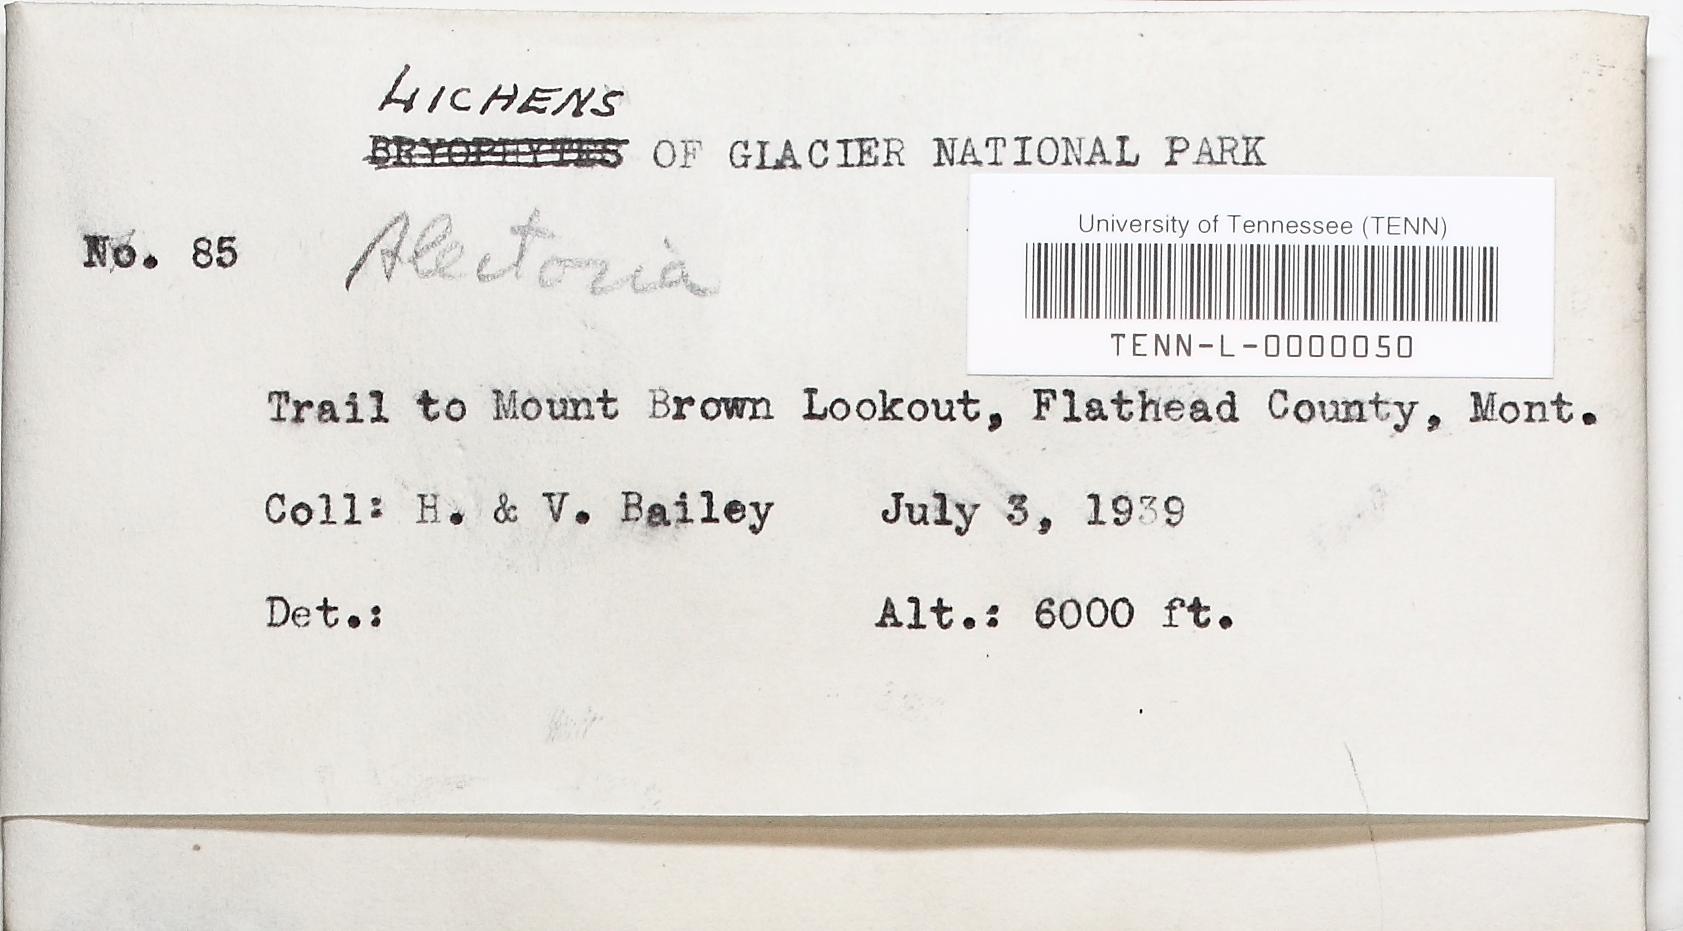 LICHENS
BRYOPHYTES OF GLACIER NATIONAL PARK
No. 85 Alectoria
University of Tennessee (TENN)
TENN-L-0000050
Trail to Mount Brown Lookout, Flathead County, Mont.
Coll: H. & V. Bailey July 3, 1939
Det.: Alt.: 6000 ft.